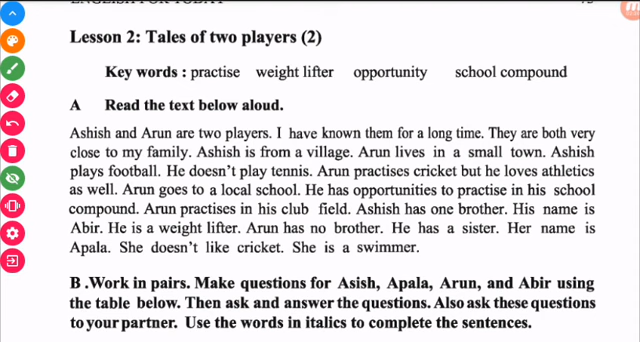 Lesson 2: Tales of two players (2)
Key words : practise weight lifter opportunity school compound
A Read the text below aloud.
Ashish and Arun are two players. I have known them for a long time. They are both very
close to my family. Ashish is from a village. Arun lives in a small town. Ashish
plays football. He doesn't play tennis. Arun practises cricket but he loves athletics
as well. Arun goes to a local school. He has opportunities to practise in his school
compound. Arun practises in his club field. Ashish has one brother. His name is
Abir. He is a weight lifter. Arun has no brother. He has a sister. Her name is
Apala. She doesn't like cricket. She is a swimmer.
B .Work in pairs. Make questions for Asish, Apala, Arun, and Abir using
the table below. Then ask and answer the questions. Also ask these questions
to your partner. Use the words in italics to complete the sentences.